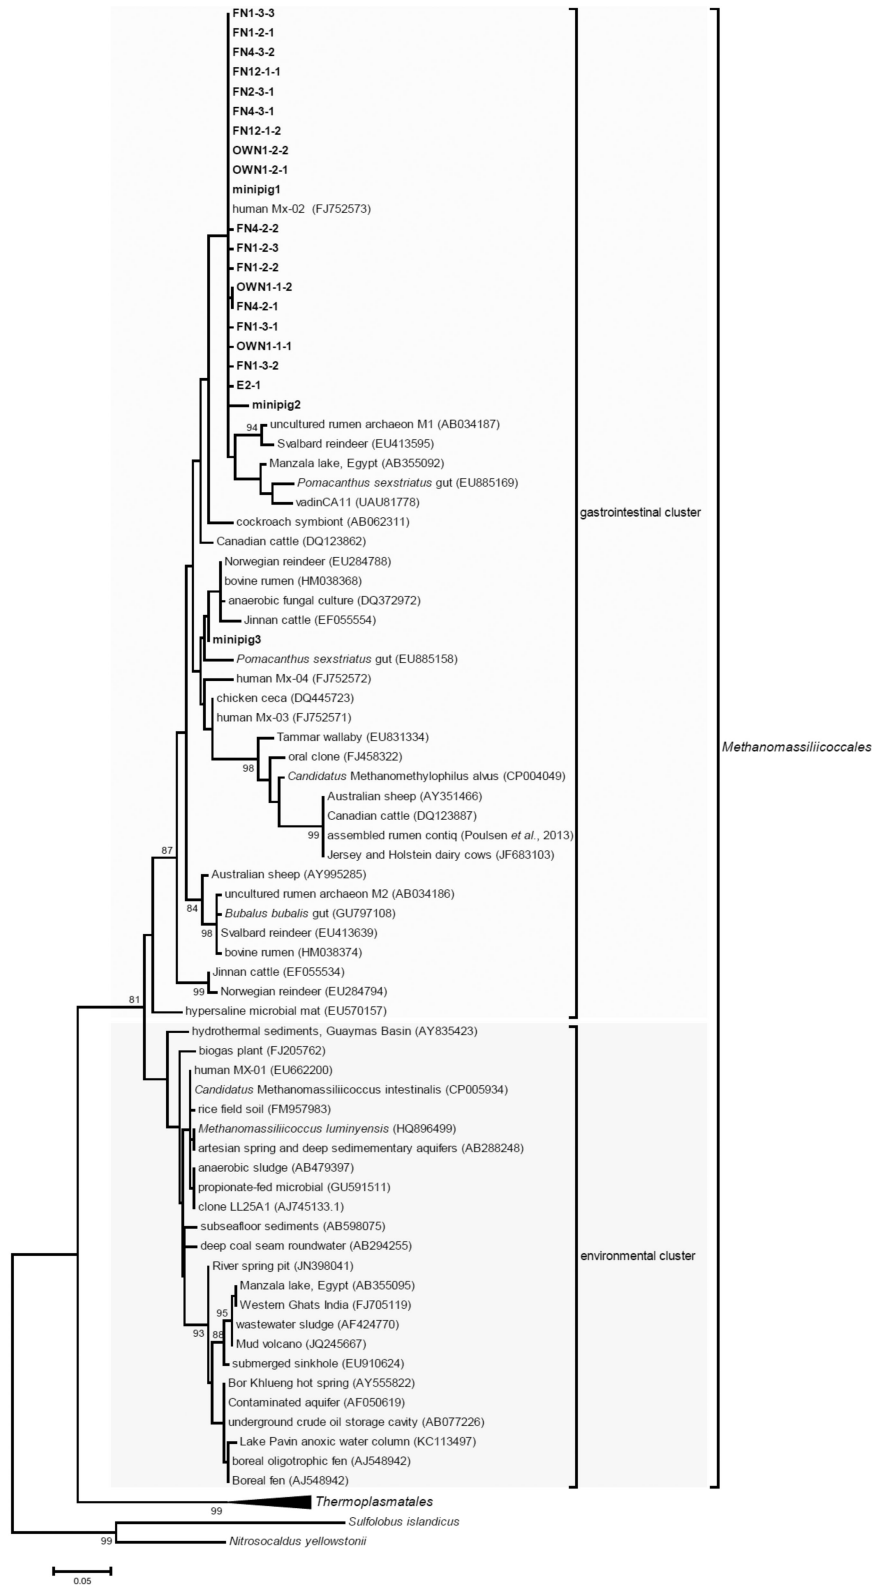 FN1-3-3
FN1-2-1
FN4-3-2
FN12-1-1
FN2-3-1
FN4-3-1
FN12-1-2
OWN1-2-2
OWN1-2-1
minipig1
human Mx-02 (FJ752573)
FN4-2-2
FN1-2-3
FN1-2-2
OWN1-1-2
FN4-2-1
FN1-3-1
OWN1-1-1
FN1-3-2
E2-1
minipig2
94
uncultured rumen archaeon M1 (AB034187)
Svalbard reindeer (EU413595)
Manzala lake, Egypt (AB355092)
Pomacanthus sexstriatus gut (EU885169)
vadinCA11 (UAU81778)
gastrointestinal cluster
cockroach symbiont (AB062311)
Canadian cattle (DQ123862)
Norwegian reindeer (EU284788)
bovine rumen (HM038368)
anaerobic fungal culture (DQ372972)
Jinnan cattle (EF055554)
minipig3
Pomacanthus sexstriatus gut (EU885158)
human Mx-04 (FJ752572)
chicken ceca (DQ445723)
human Mx-03 (FJ752571)
Tammar wallaby (EU831334)
Methanomassiliicoccales
oral clone (FJ458322)
98
Candidatus Methanomethylophilus alvus (CP004049)
Australian sheep (AY351466)
Canadian cattle (DQ123887)
99
assembled rumen contiq (Poulsen et al., 2013)
Jersey and Holstein dairy cows (JF683103)
87
Australian sheep (AY995285)
uncultured rumen archaeon M2 (AB034186)
84
Bubalus bubalis gut (GU797108)
98
Svalbard reindeer (EU413639)
bovine rumen (HM038374)
Jinnan cattle (EF055534)
99
Norwegian reindeer (EU284794)
81
hypersaline microbial mat (EU570157)
hydrothermal sediments, Guaymas Basin (AY835423)
biogas plant (FJ205762)
human MX-01 (EU662200)
Candidatus Methanomassiliicoccus intestinalis (CP005934)
rice field soil (FM957983)
Methanomassiliicoccus luminyensis (HQ896499)
artesian spring and deep sedimementary aquifers (AB288248)
anaerobic sludge (AB479397)
propionate-fed microbial (GU591511)
clone LL25A1 (AJ745133.1)
subseafloor sediments (AB598075)
deep coal seam roundwater (AB294255)
environmental cluster
River spring pit (JN398041)
Manzala lake, Egypt (AB355095)
Western Ghats India (FJ705119)
95
wastewater sludge (AF424770)
93
88
Mud volcano (JQ245667)
submerged sinkhole (EU910624)
Bor Khlueng hot spring (AY555822)
Contaminated aquifer (AF050619)
underground crude oil storage cavity (AB077226)
Lake Pavin anoxic water column (KC113497)
boreal oligotrophic fen (AJ548942)
Boreal fen (AJ548942)
Thermoplasmatales
99
Sulfolobus islandicus
99
Nitrosocaldus yellowstonii
0.05